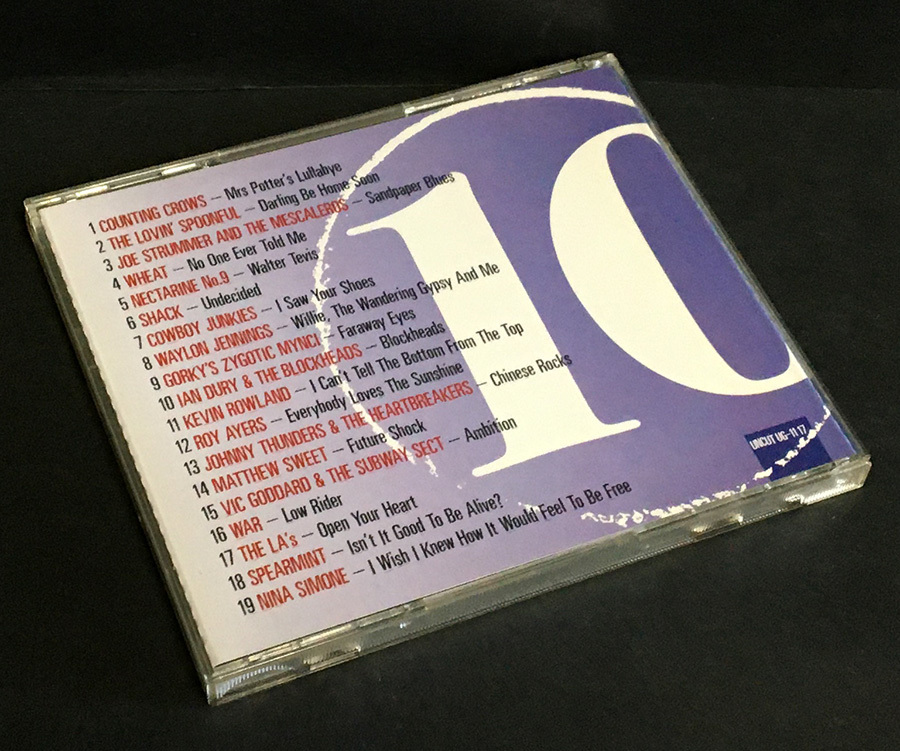 1 COUNTING CROWS – Mrs Potter's Lullabye
2 THE LOVIN' SPOONFUL – Darling Be Home Soon
3 JOE STRUMMER AND THE MESCALEROS – Sandpaper Blues
4 WHEAT – No One Ever Told Me
5 NECTARINE No.9 – Walter Tevis
6 SHACK – Undecided
7 COWBOY JUNKIES – I Saw Your Shoes
8 WAYLON JENNINGS – Willie, The Wandering Gypsy And Me
9 GORKY'S ZYGOTIC MYNCI – Faraway Eyes
10 IAN DURY & THE BLOCKHEADS – Blockheads
11 KEVIN ROWLAND – I Can't Tell The Bottom From The Top
12 ROY AYERS – Everybody Loves The Sunshine
13 JOHNNY THUNDERS & THE HEARTBREAKERS – Chinese Rocks
14 MATTHEW SWEET – Future Shock
15 VIC GODDARD & THE SUBWAY SECT – Ambition
16 WAR – Low Rider
17 THE LA's – Open Your Heart
18 SPEARMINT – Isn't It Good To Be Alive?
19 NINA SIMONE – I Wish I Knew How It Would Feel To Be Free
10
UNCUT UG-11 17